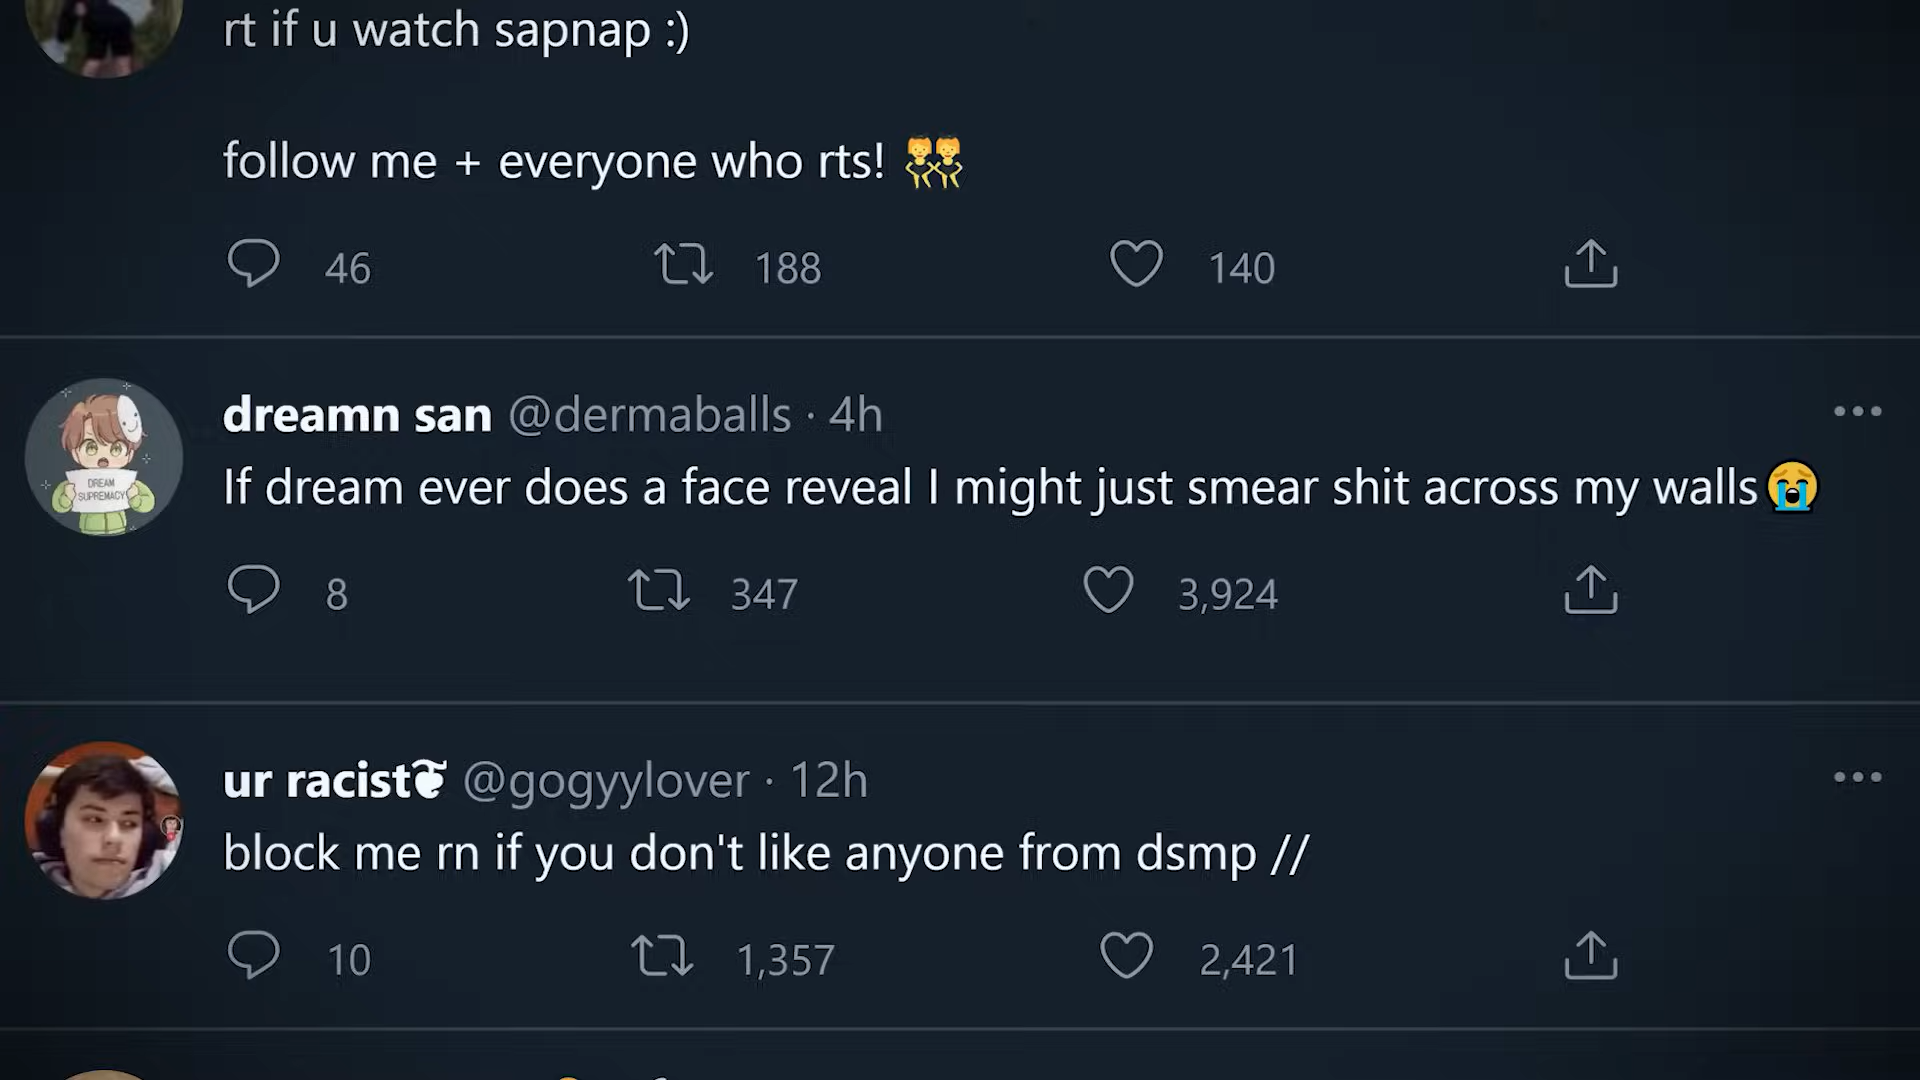 rt if u watch sapnap :)
follow me + everyone who rts! 👯
46 188 140
dreamn san @dermaballs · 4h
If dream ever does a face reveal I might just smear shit across my walls😭
DREAM
SUPREMACY
8 347 3,924
ur racist❦ @gogyylover · 12h
block me rn if you don't like anyone from dsmp //
10 1,357 2,421